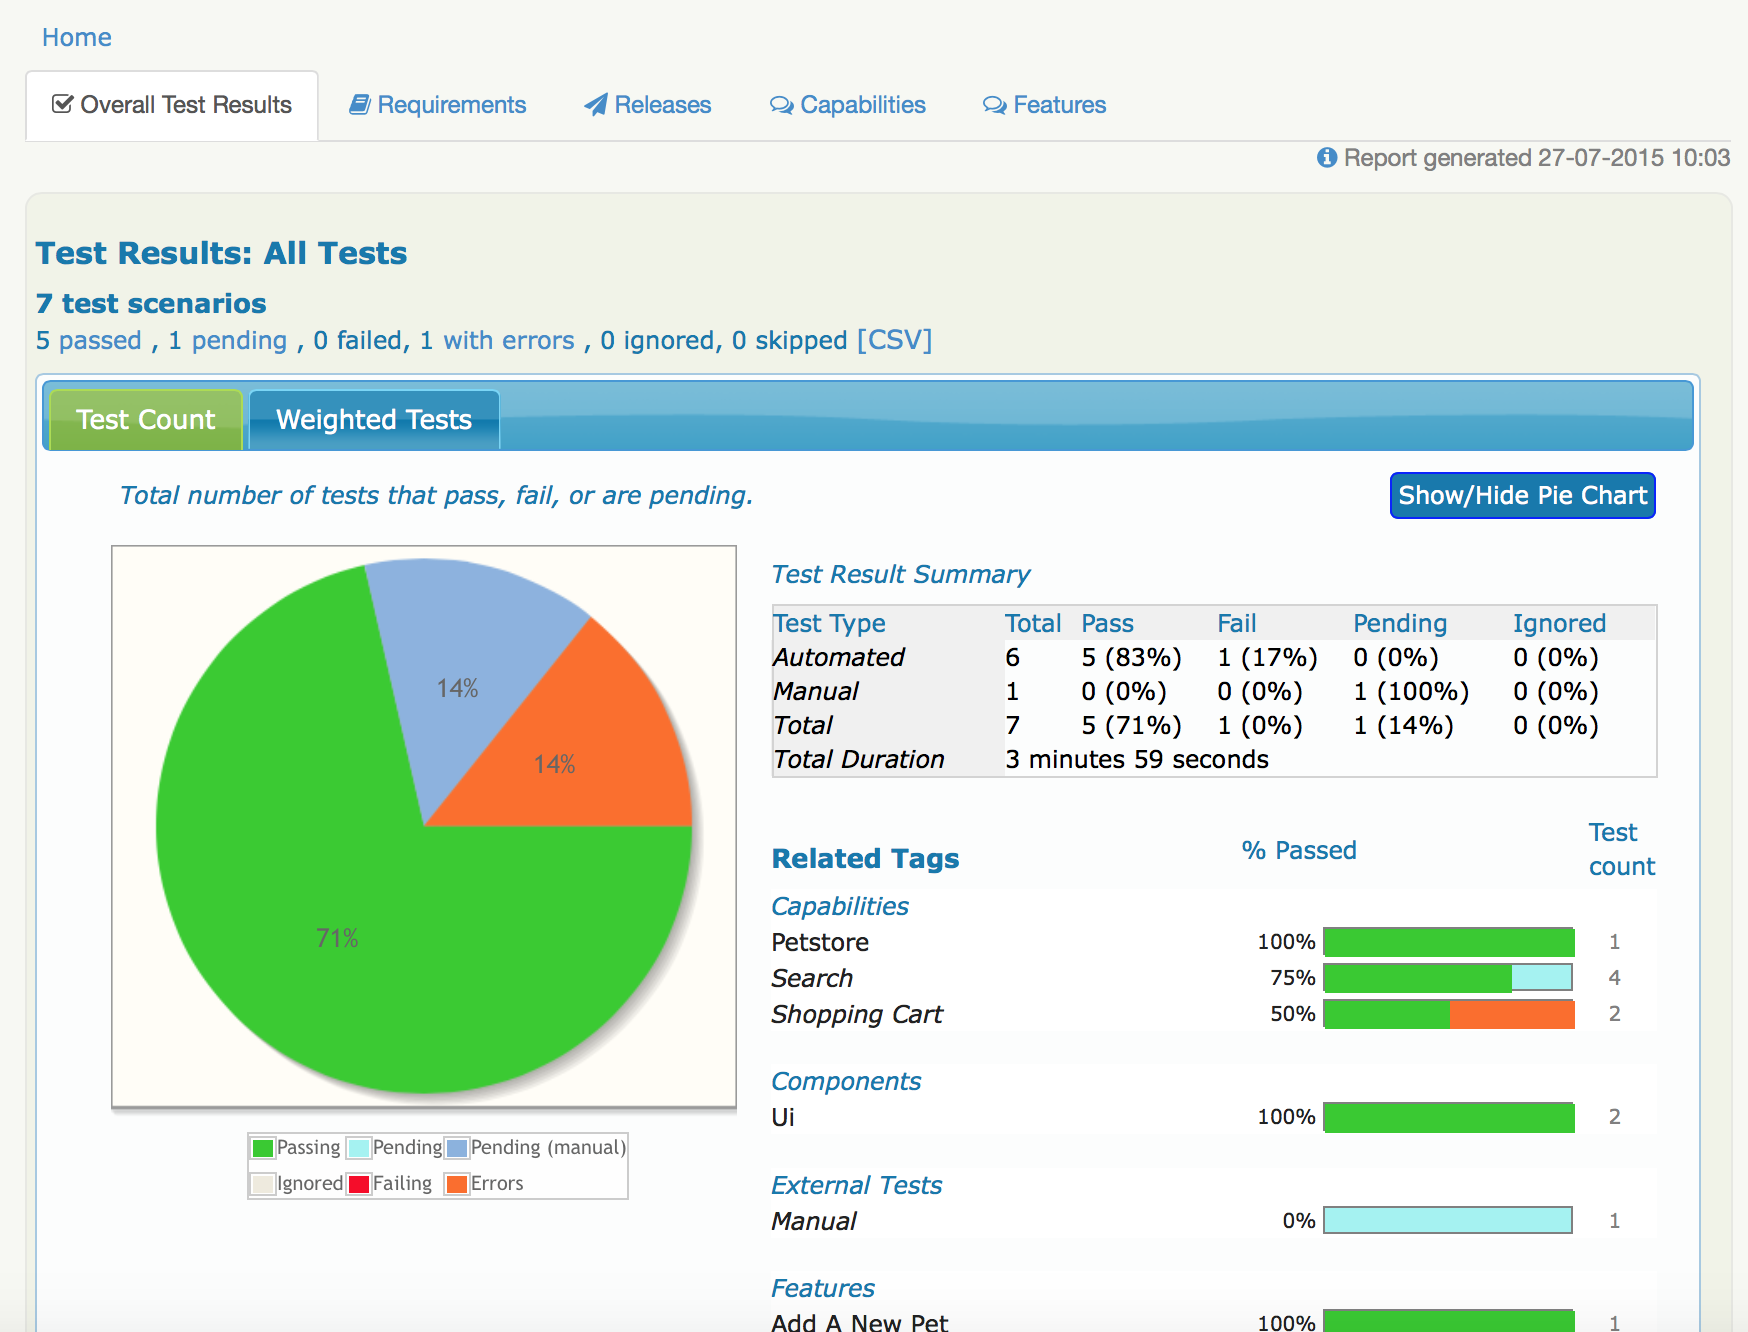 Home
Overall Test Results Requirements Releases Capabilities Features
Report generated 27-07-2015 10:03
Test Results: All Tests
7 test scenarios
5 passed , 1 pending , 0 failed, 1 with errors , 0 ignored, 0 skipped [CSV]
Test Count Weighted Tests
Total number of tests that pass, fail, or are pending.
Show/Hide Pie Chart
14%
14%
71%
Passing Pending Pending (manual)
Ignored Failing Errors
Test Result Summary
Test Type Total Pass Fail Pending Ignored
Automated 6 5 (83%) 1 (17%) 0 (0%) 0 (0%)
Manual 1 0 (0%) 0 (0%) 1 (100%) 0 (0%)
Total 7 5 (71%) 1 (0%) 1 (14%) 0 (0%)
Total Duration 3 minutes 59 seconds
Related Tags % Passed Test count
Capabilities
Petstore 100% 1
Search 75% 4
Shopping Cart 50% 2
Components
Ui 100% 2
External Tests
Manual 0% 1
Features
Add A New Pet 100% 1